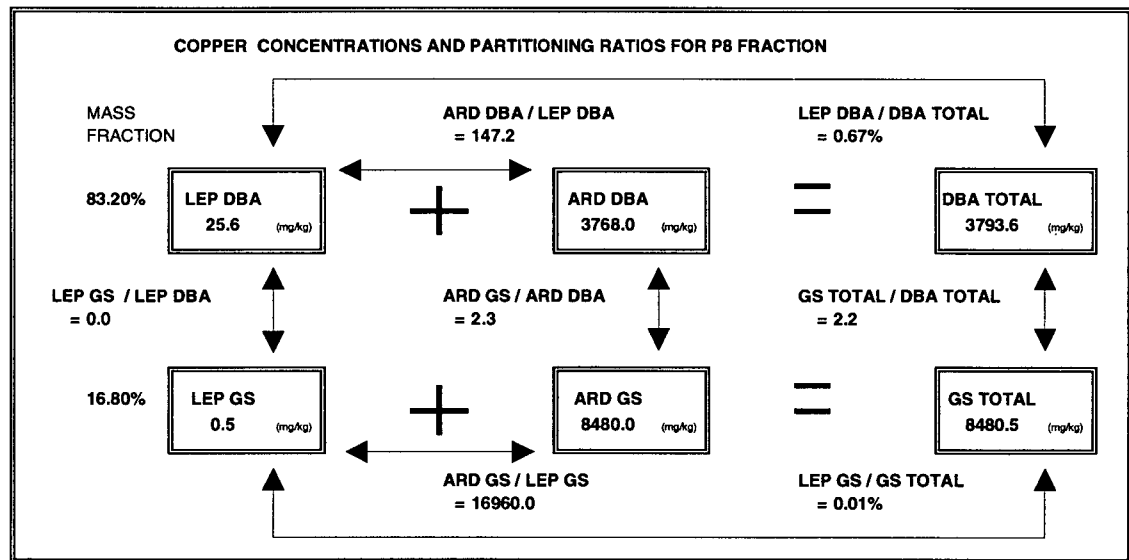 COPPER CONCENTRATIONS AND PARTITIONING RATIOS FOR P8 FRACTION
MASS
FRACTION
ARD DBA / LEP DBA
= 147.2
LEP DBA / DBA TOTAL
= 0.67%
83.20%
LEP DBA
25.6 (mg/kg)
+
ARD DBA
3768.0 (mg/kg)
=
DBA TOTAL
3793.6 (mg/kg)
LEP GS / LEP DBA
= 0.0
ARD GS / ARD DBA
= 2.3
GS TOTAL / DBA TOTAL
= 2.2
16.80%
LEP GS
0.5 (mg/kg)
+
ARD GS
8480.0 (mg/kg)
=
GS TOTAL
8480.5 (mg/kg)
ARD GS / LEP GS
= 16960.0
LEP GS / GS TOTAL
= 0.01%